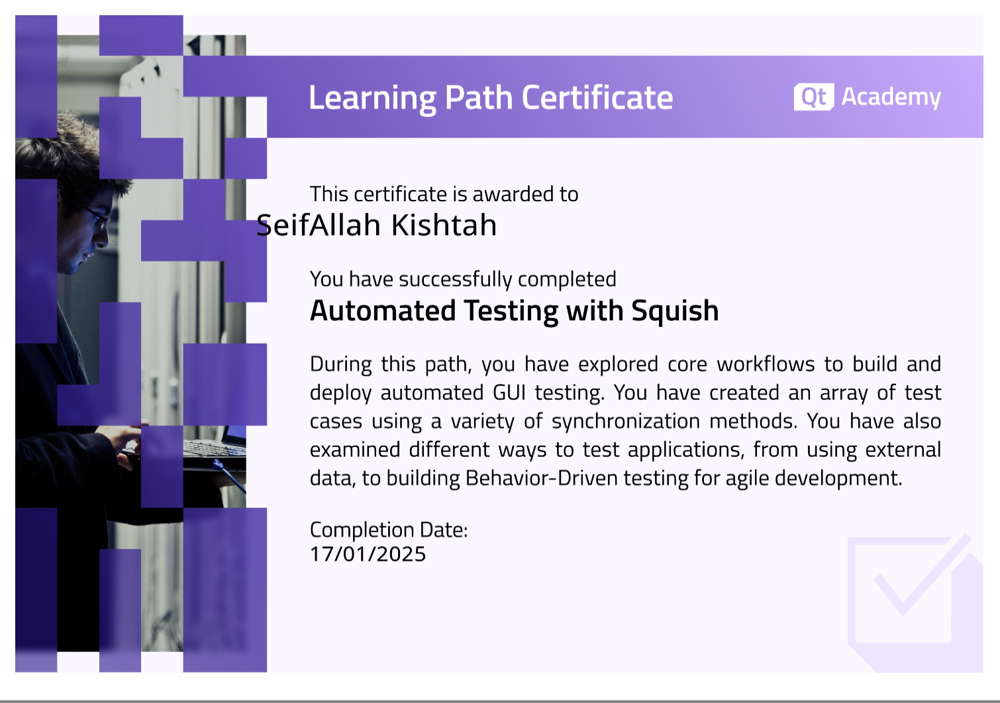 Learning Path Certificate
Qt Academy
This certificate is awarded to
SeifAllah Kishtah
You have successfully completed
Automated Testing with Squish
During this path, you have explored core workflows to build and
deploy automated GUI testing. You have created an array of test
cases using a variety of synchronization methods. You have also
examined different ways to test applications, from using external
data, to building Behavior-Driven testing for agile development.
Completion Date:
17/01/2025